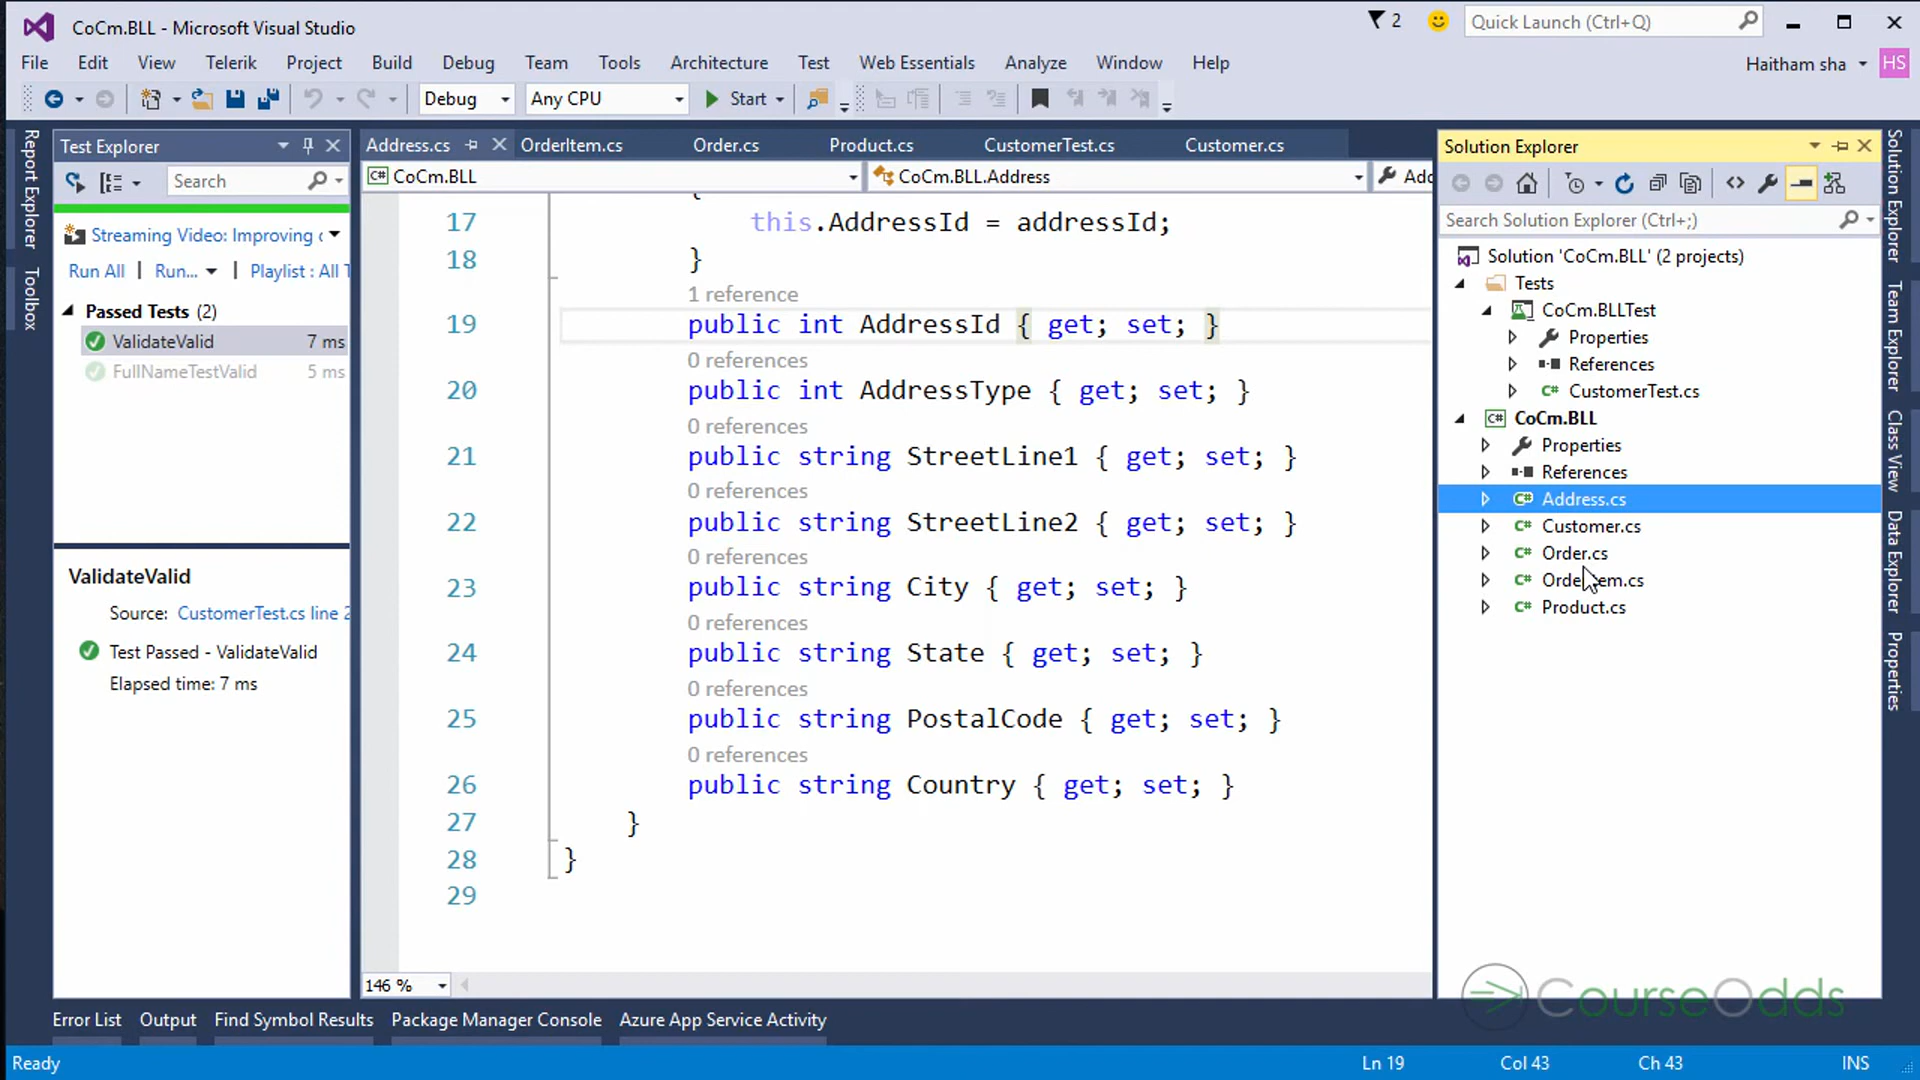 CoCm.BLL - Microsoft Visual Studio
2
Quick Launch (Ctrl+Q)
File Edit View Telerik Project Build Debug Team Tools Architecture Test Web Essentials Analyze Window Help
Haitham sha
HS
Debug Any CPU Start
Report Explorer
Toolbox
Test Explorer
Search
Streaming Video: Improving c
Run All | Run... | Playlist : All T
Passed Tests (2)
ValidateValid 7 ms
FullNameTestValid 5 ms
ValidateValid
Source: CustomerTest.cs line 2
Test Passed - ValidateValid
Elapsed time: 7 ms
Address.cs OrderItem.cs Order.cs Product.cs CustomerTest.cs Customer.cs
CoCm.BLL CoCm.BLL.Address Add
{
17 this.AddressId = addressId;
18 }
1 reference
19 public int AddressId { get; set; }
0 references
20 public int AddressType { get; set; }
0 references
21 public string StreetLine1 { get; set; }
0 references
22 public string StreetLine2 { get; set; }
0 references
23 public string City { get; set; }
0 references
24 public string State { get; set; }
0 references
25 public string PostalCode { get; set; }
0 references
26 public string Country { get; set; }
27 }
28 }
29
146 %
Solution Explorer
Search Solution Explorer (Ctrl+;)
Solution 'CoCm.BLL' (2 projects)
Tests
CoCm.BLLTest
Properties
References
CustomerTest.cs
CoCm.BLL
Properties
References
Address.cs
Customer.cs
Order.cs
OrderItem.cs
Product.cs
Solution Explorer
Team Explorer
Class View
Data Explorer
Properties
CourseOdds
Error List Output Find Symbol Results Package Manager Console Azure App Service Activity
Ready Ln 19 Col 43 Ch 43 INS